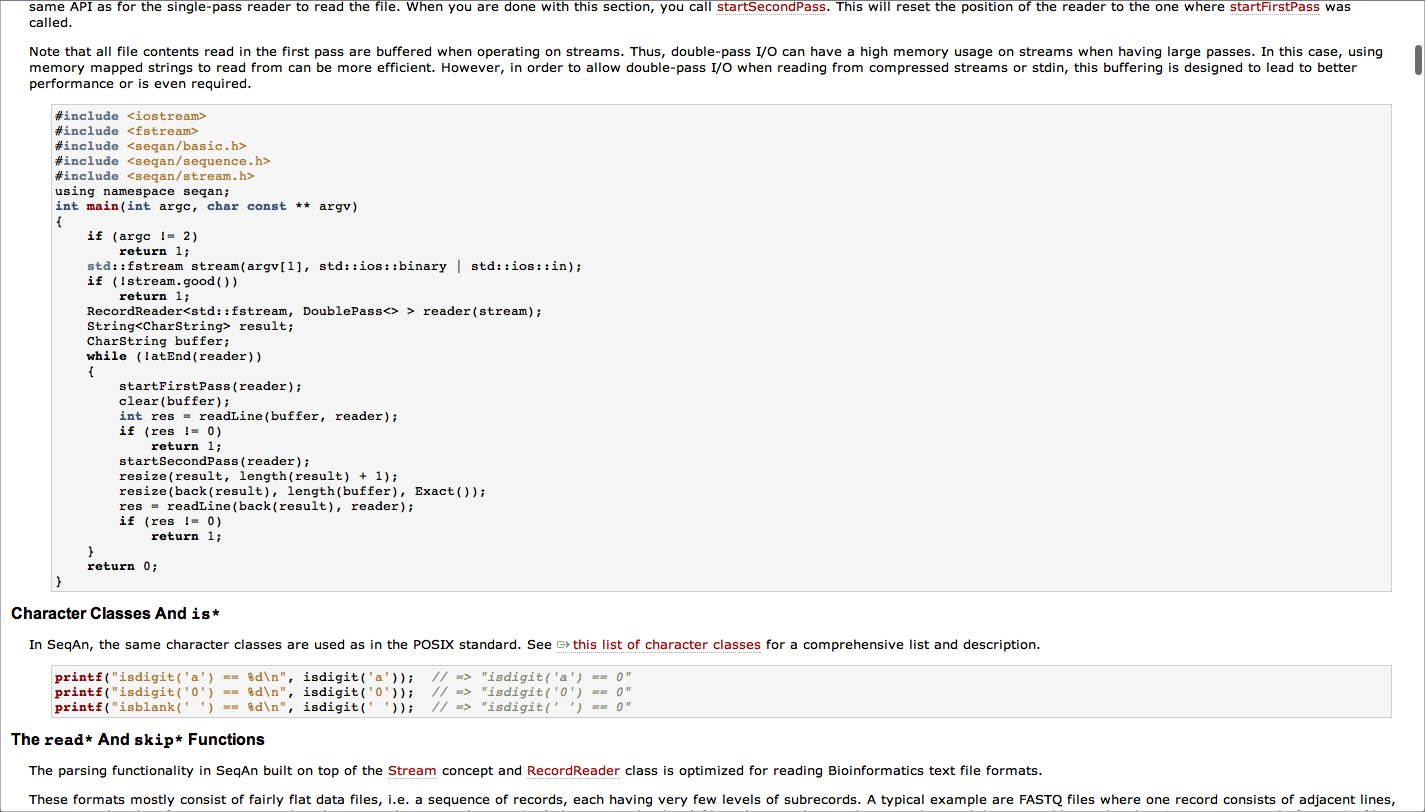 same API as for the single-pass reader to read the file. When you are done with this section, you call startSecondPass. This will reset the position of the reader to the one where startFirstPass was
called.
Note that all file contents read in the first pass are buffered when operating on streams. Thus, double-pass I/O can have a high memory usage on streams when having large passes. In this case, using
memory mapped strings to read from can be more efficient. However, in order to allow double-pass I/O when reading from compressed streams or stdin, this buffering is designed to lead to better
performance or is even required.
#include <iostream>
#include <fstream>
#include <seqan/basic.h>
#include <seqan/sequence.h>
#include <seqan/stream.h>
using namespace seqan;
int main(int argc, char const ** argv)
{
    if (argc != 2)
        return 1;
    std::fstream stream(argv[1], std::ios::binary | std::ios::in);
    if (!stream.good())
        return 1;
    RecordReader<std::fstream, DoublePass<> > reader(stream);
    String<CharString> result;
    CharString buffer;
    while (!atEnd(reader))
    {
        startFirstPass(reader);
        clear(buffer);
        int res = readLine(buffer, reader);
        if (res != 0)
            return 1;
        startSecondPass(reader);
        resize(result, length(result) + 1);
        resize(back(result), length(buffer), Exact());
        res = readLine(back(result), reader);
        if (res != 0)
            return 1;
    }
    return 0;
}
Character Classes And is*
In SeqAn, the same character classes are used as in the POSIX standard. See this list of character classes for a comprehensive list and description.
printf("isdigit('a') == %d\n", isdigit('a'));  // => "isdigit('a') == 0"
printf("isdigit('0') == %d\n", isdigit('0'));  // => "isdigit('0') == 0"
printf("isblank(' ') == %d\n", isdigit(' '));  // => "isdigit(' ') == 0"
The read* And skip* Functions
The parsing functionality in SeqAn built on top of the Stream concept and RecordReader class is optimized for reading Bioinformatics text file formats.
These formats mostly consist of fairly flat data files, i.e. a sequence of records, each having very few levels of subrecords. A typical example are FASTQ files where one record consists of adjacent lines,